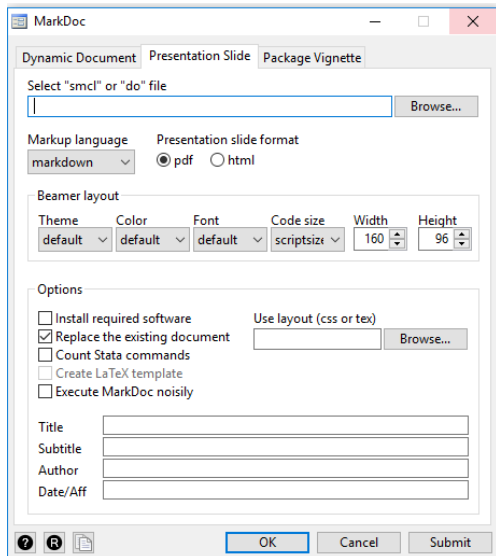 MarkDoc
Dynamic Document Presentation Slide Package Vignette
Select "smcl" or "do" file
Browse...
Markup language Presentation slide format
markdown pdf html
Beamer layout
Theme Color Font Code size Width Height
default default default scriptsize 160 96
Options
Install required software Use layout (css or tex)
Replace the existing document Browse...
Count Stata commands
Create LaTeX template
Execute MarkDoc noisily
Title
Subtitle
Author
Date/Aff
? R OK Cancel Submit